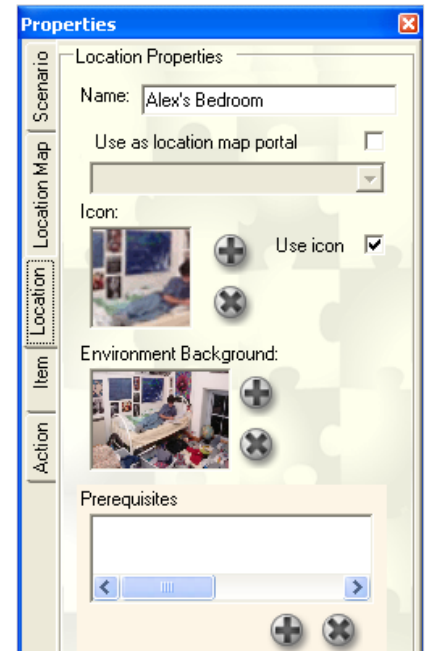 Properties
Scenario
Location Map
Location
Item
Action
Location Properties
Name: Alex's Bedroom
Use as location map portal
Icon:
Use icon
Environment Background:
Prerequisites